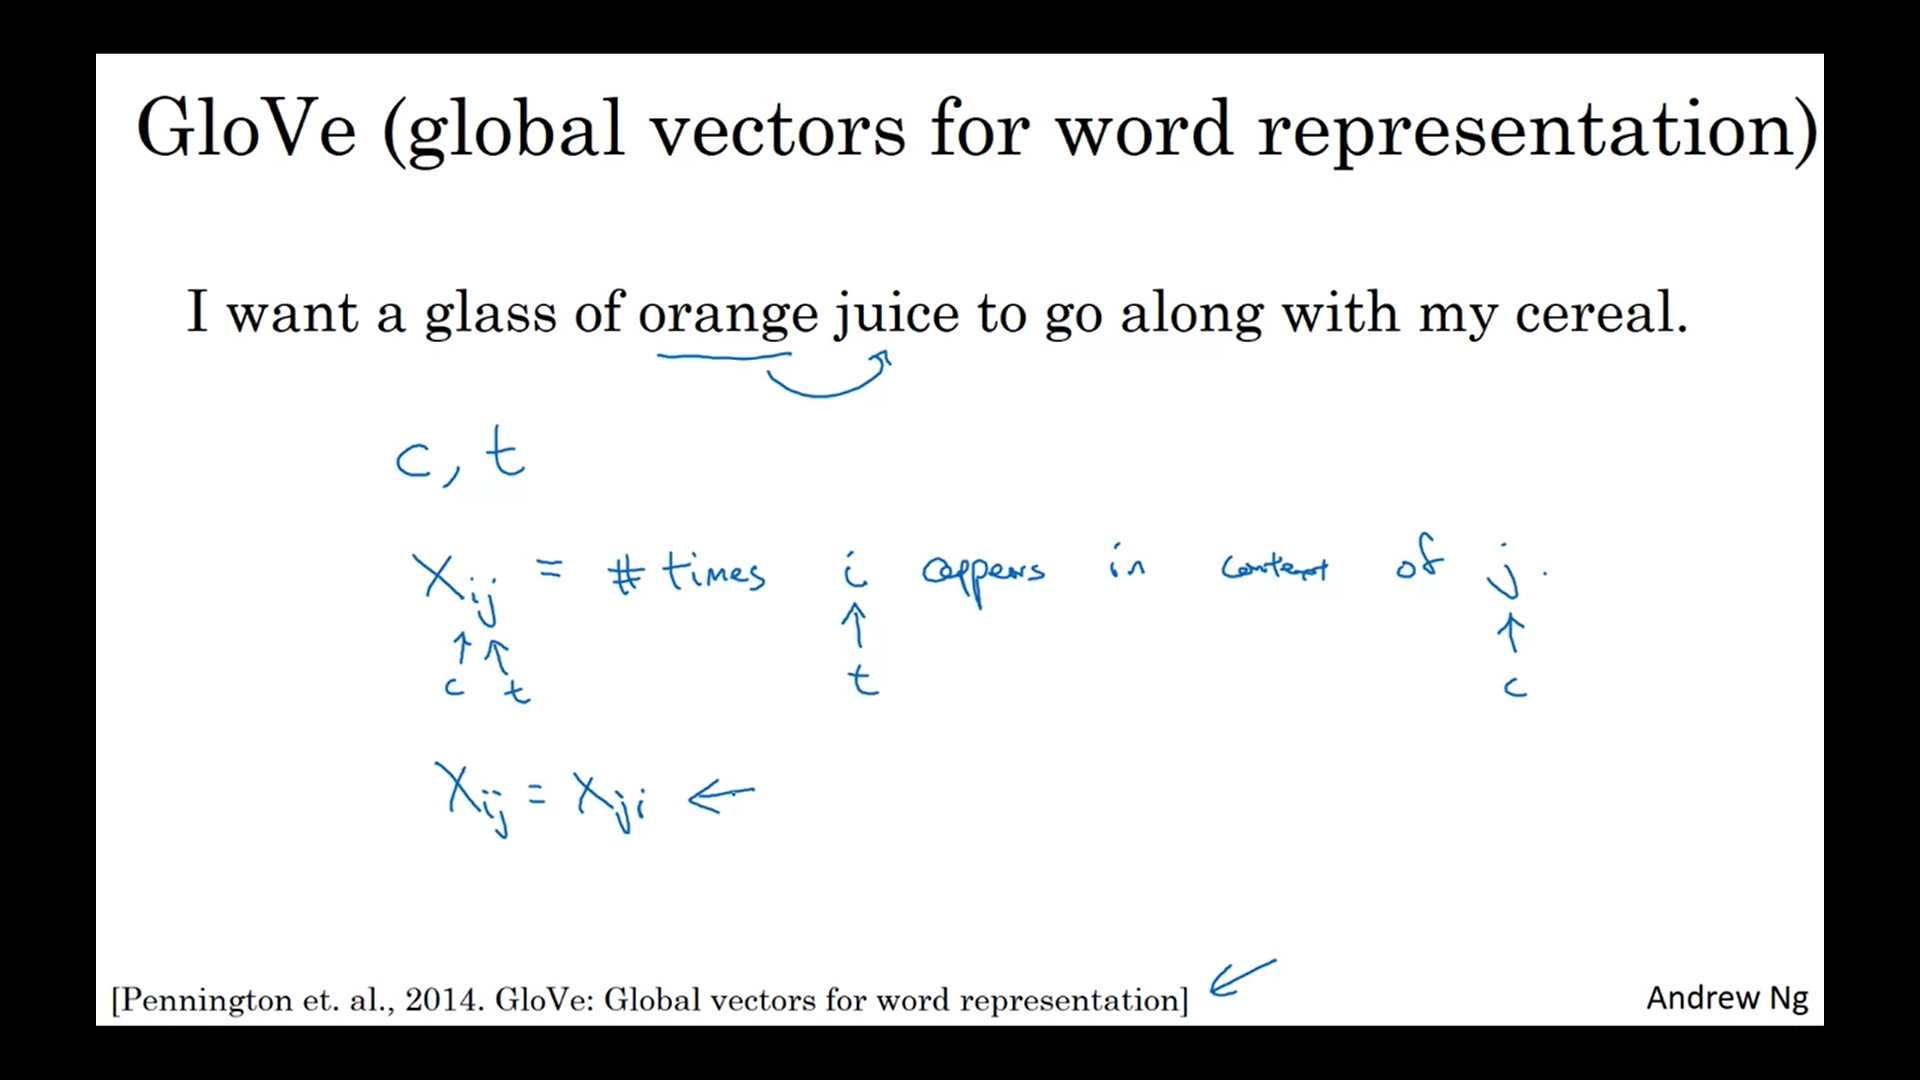 GloVe (global vectors for word representation)
I want a glass of orange juice to go along with my cereal.
c, t
Xij = # times i appears in context of j.
c t t c
Xij = Xji ←
[Pennington et. al., 2014. GloVe: Global vectors for word representation]
Andrew Ng